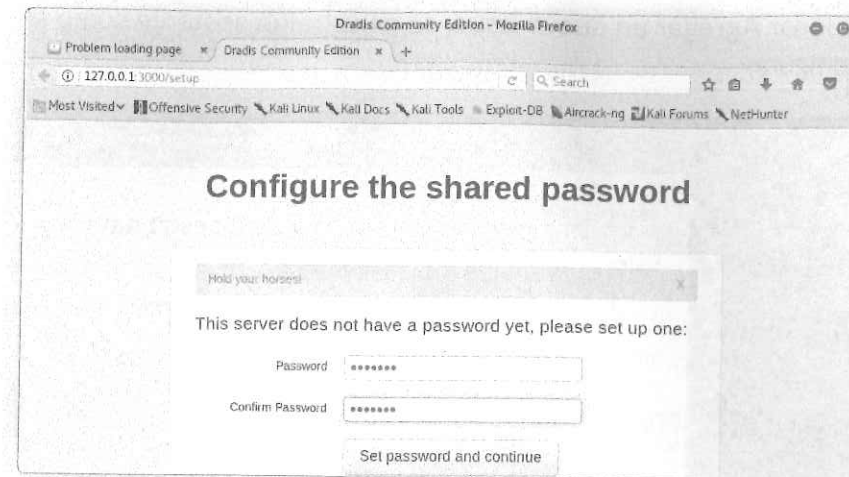 Dradis Community Edition - Mozilla Firefox
Problem loading page × Dradis Community Edition × +
127.0.0.1:3000/setup Search
Most Visited Offensive Security Kali Linux Kali Docs Kali Tools Exploit-DB Aircrack-ng Kali Forums NetHunter
Configure the shared password
Hold your horses! X
This server does not have a password yet, please set up one:
Password •••••••
Confirm Password •••••••
Set password and continue